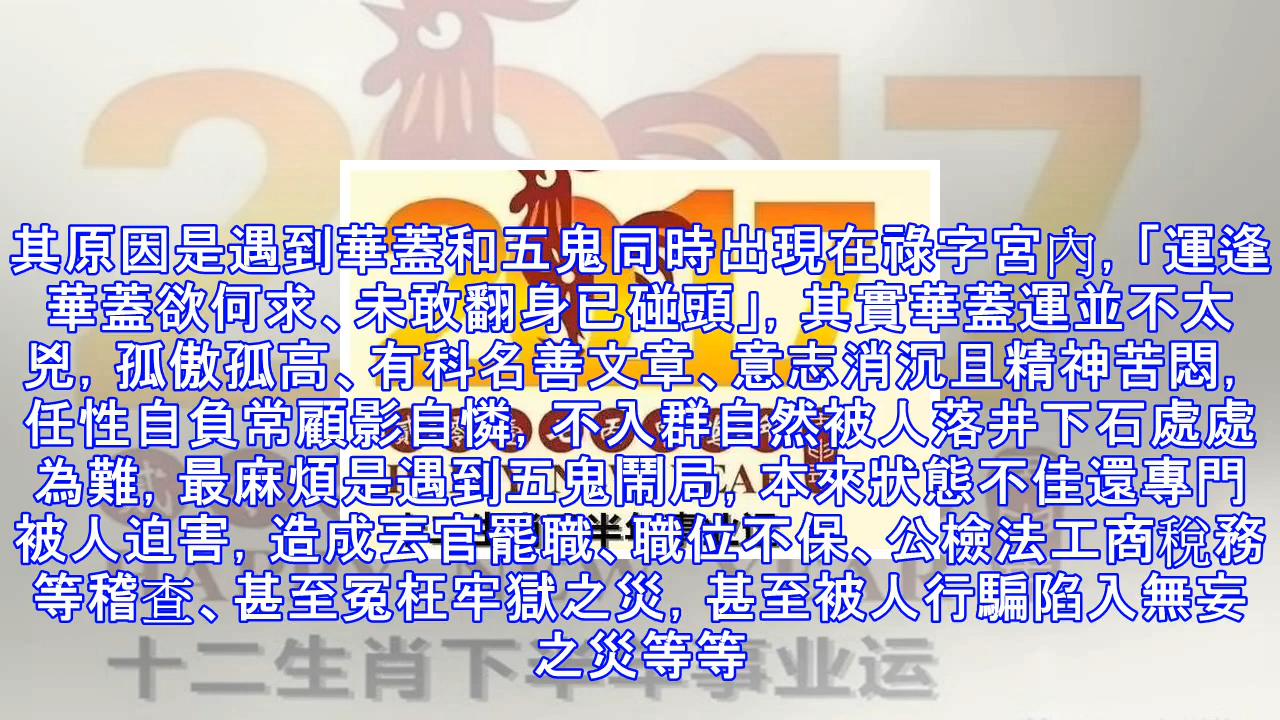 2017
其原因是遇到華蓋和五鬼同時出現在祿字宮內,「運逢
華蓋欲何求、未敢翻身已碰頭」, 其實華蓋運並不太
兇, 孤傲孤高、有科名善文章、意志消沉且精神苦悶,
任性自負常顧影自憐, 不入群自然被人落井下石處處
為難, 最麻煩是遇到五鬼鬧局, 本來狀態不佳還專門
被人迫害, 造成丟官罷職、職位不保、公檢法工商稅務
等稽查、甚至冤枉牢獄之災, 甚至被人行騙陷入無妄
之災等等
十二生肖下半年事业运